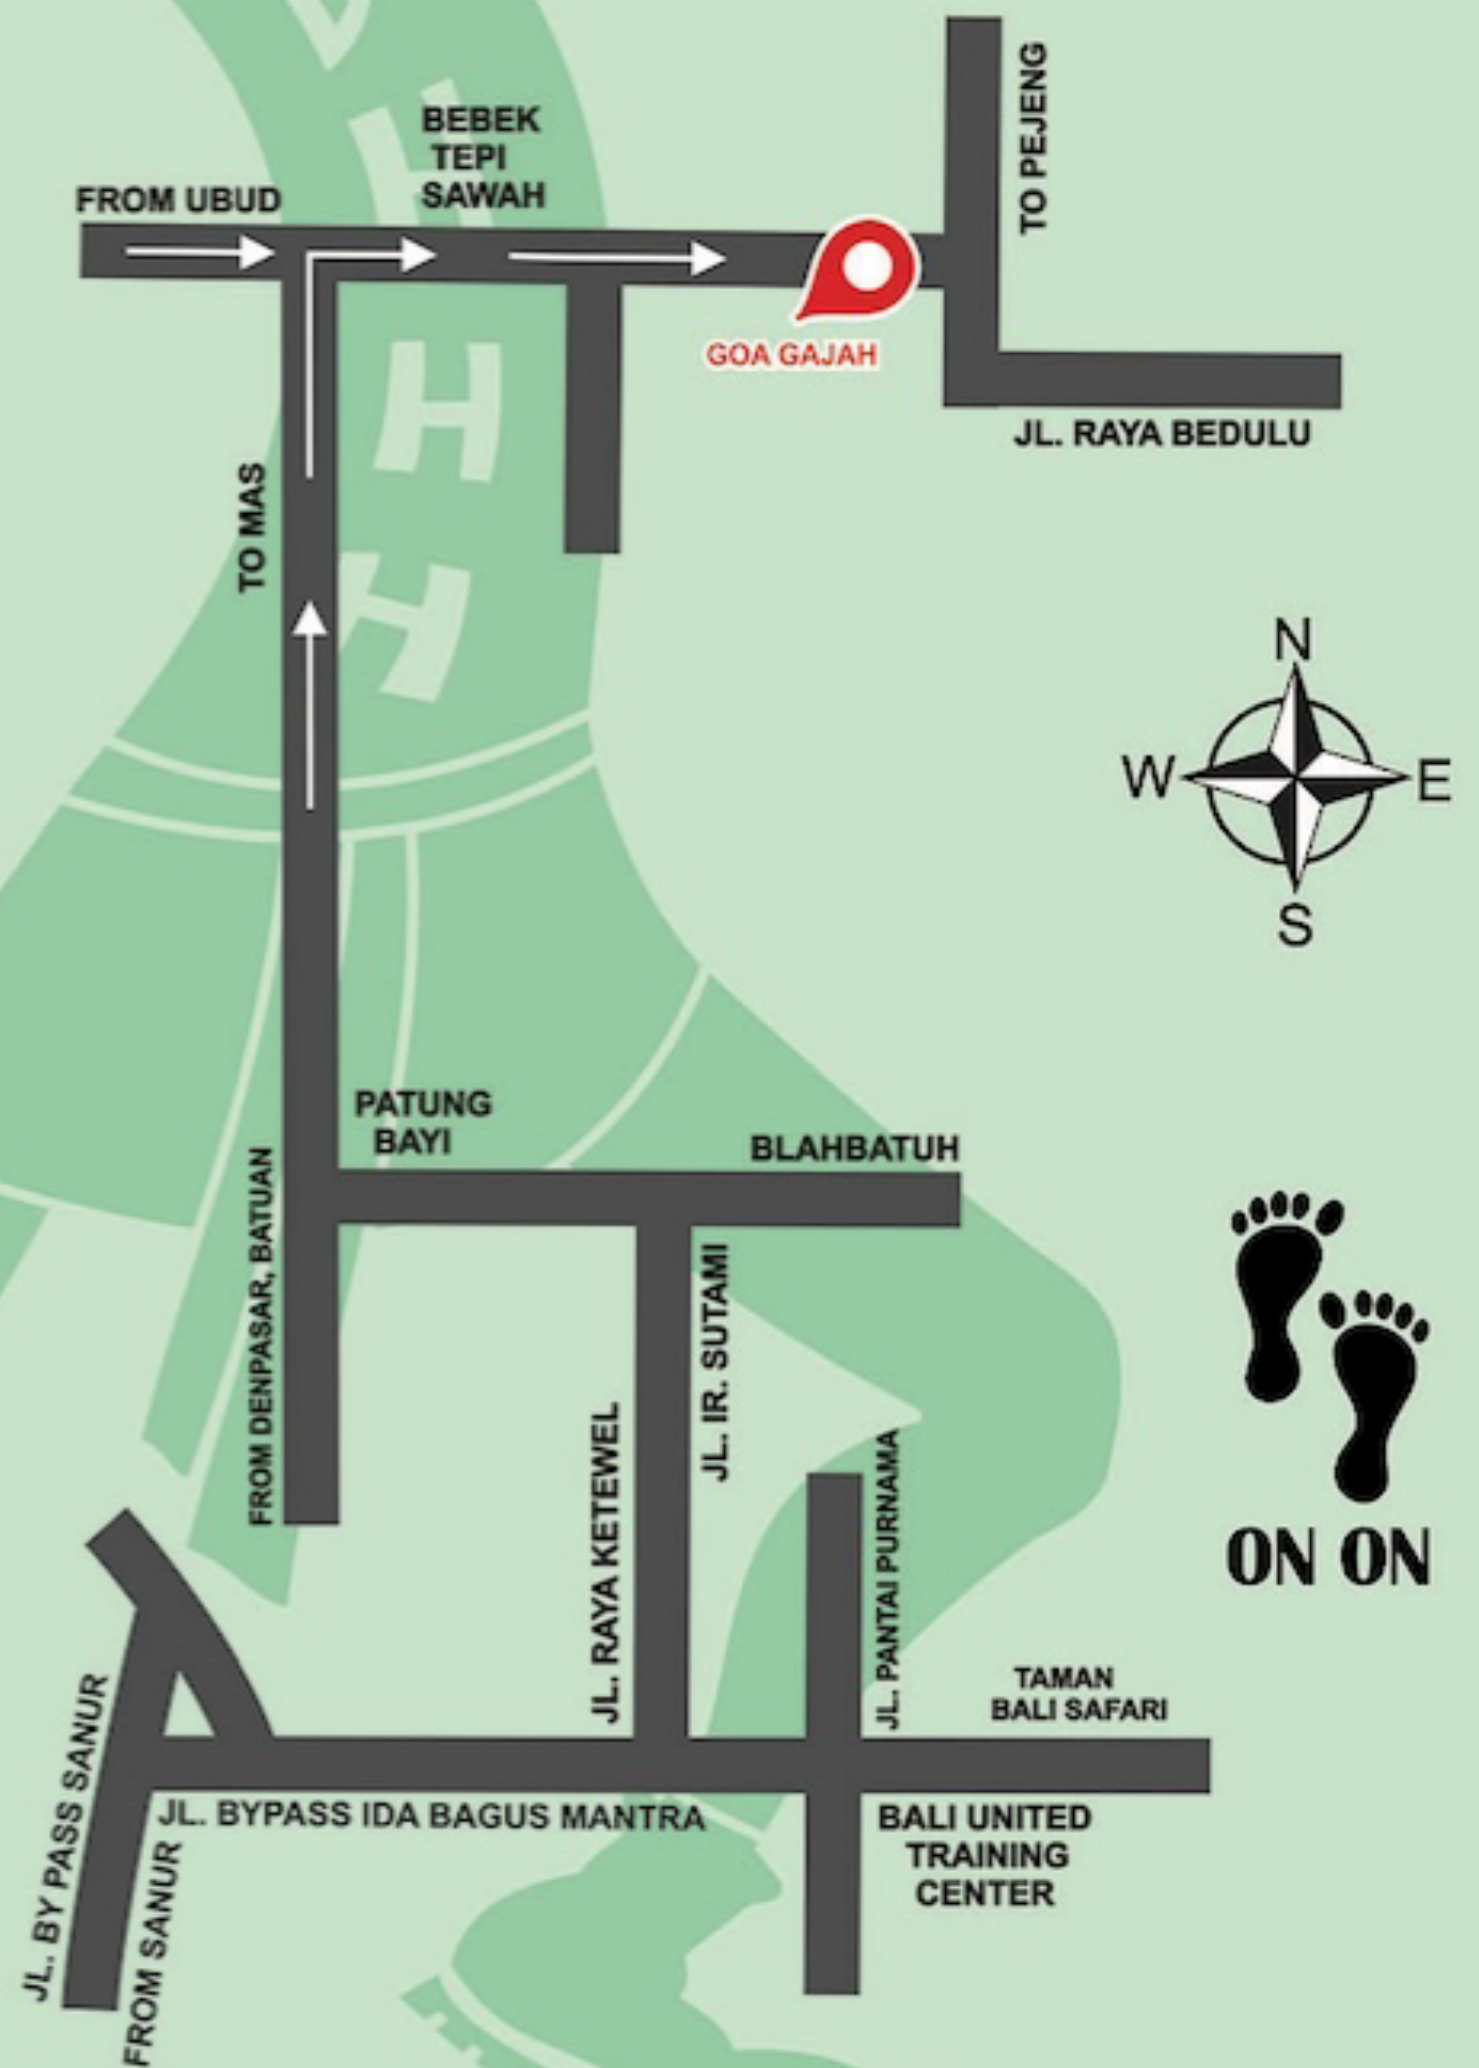 TO PEJENG
BEBEK
TEPI
SAWAH
FROM UBUD
GOA GAJAH
JL. RAYA BEDULU
TO MAS
N
W
E
S
PATUNG
BAYI
BLAHBATUH
FROM DENPASAR, BATUAN
JL. IR. SUTAMI
JL. RAYA KETEWEL
JL. PANTAI PURNAMA
ON ON
TAMAN
BALI SAFARI
JL. BY PASS SANUR
FROM SANUR
JL. BYPASS IDA BAGUS MANTRA
BALI UNITED
TRAINING
CENTER
H
H
H